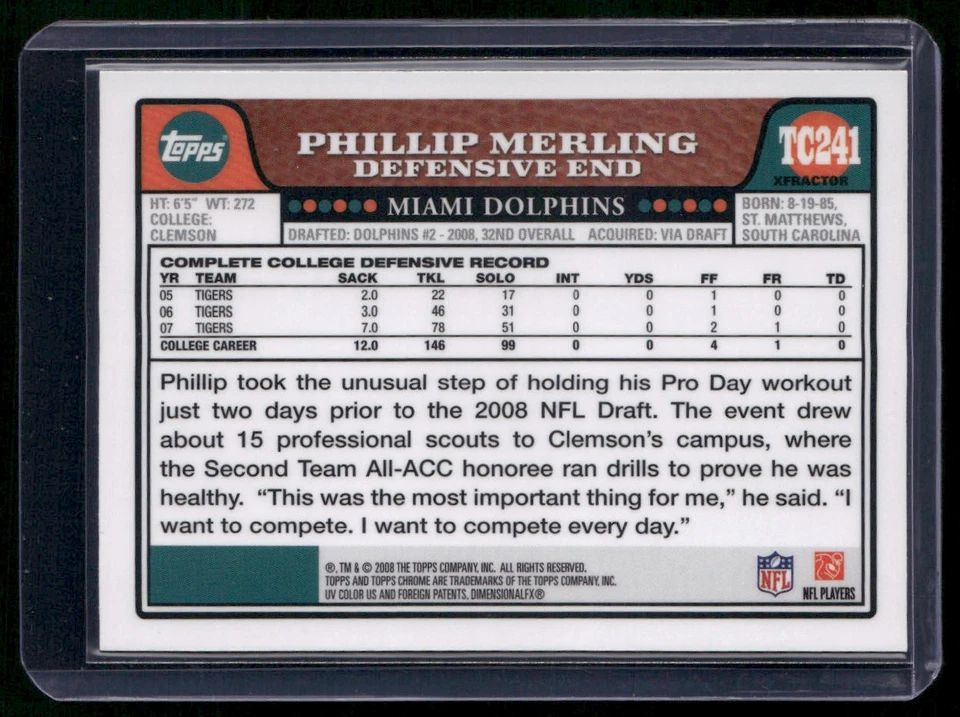 Topps
PHILLIP MERLING
DEFENSIVE END
TC241
XFRACTOR
HT: 6'5" WT: 272
COLLEGE:
CLEMSON
MIAMI DOLPHINS
DRAFTED: DOLPHINS #2 - 2008, 32ND OVERALL ACQUIRED: VIA DRAFT
BORN: 8-19-85,
ST. MATTHEWS,
SOUTH CAROLINA
COMPLETE COLLEGE DEFENSIVE RECORD
YR TEAM SACK TKL SOLO INT YDS FF FR TD
05 TIGERS 2.0 22 17 0 0 1 0 0
06 TIGERS 3.0 46 31 0 0 1 0 0
07 TIGERS 7.0 78 51 0 0 2 1 0
COLLEGE CAREER 12.0 146 99 0 0 4 1 0
Phillip took the unusual step of holding his Pro Day workout
just two days prior to the 2008 NFL Draft. The event drew
about 15 professional scouts to Clemson's campus, where
the Second Team All-ACC honoree ran drills to prove he was
healthy. "This was the most important thing for me," he said. "I
want to compete. I want to compete every day."
®, TM & © 2008 THE TOPPS COMPANY, INC. ALL RIGHTS RESERVED.
TOPPS AND TOPPS CHROME ARE TRADEMARKS OF THE TOPPS COMPANY, INC.
UV COLOR US AND FOREIGN PATENTS, DIMENSIONALFX®
NFL
NFL PLAYERS